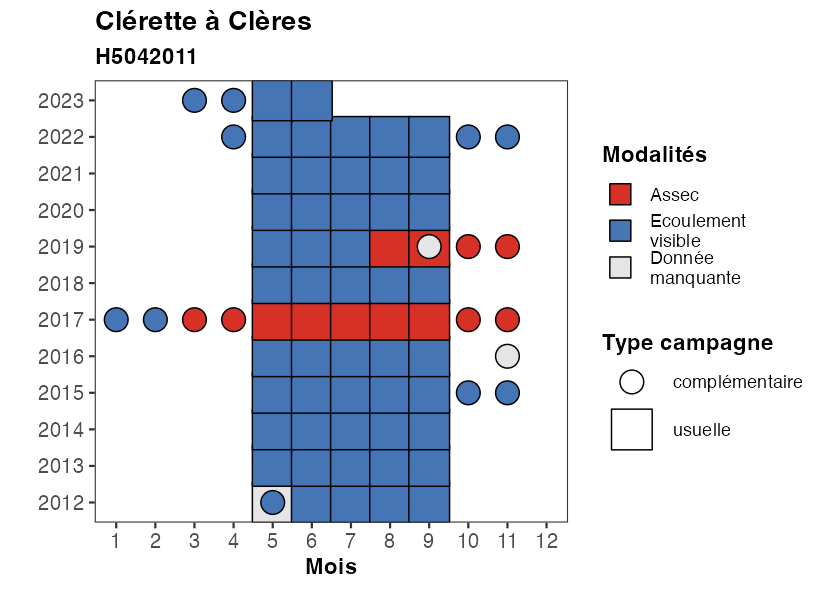 Clérette à Clères
H5042011
2023
2022
2021
2020
2019
2018
2017
2016
2015
2014
2013
2012
1 2 3 4 5 6 7 8 9 10 11 12
Mois
Modalités
Assec
Ecoulement
visible
Donnée
manquante
Type campagne
complémentaire
usuelle